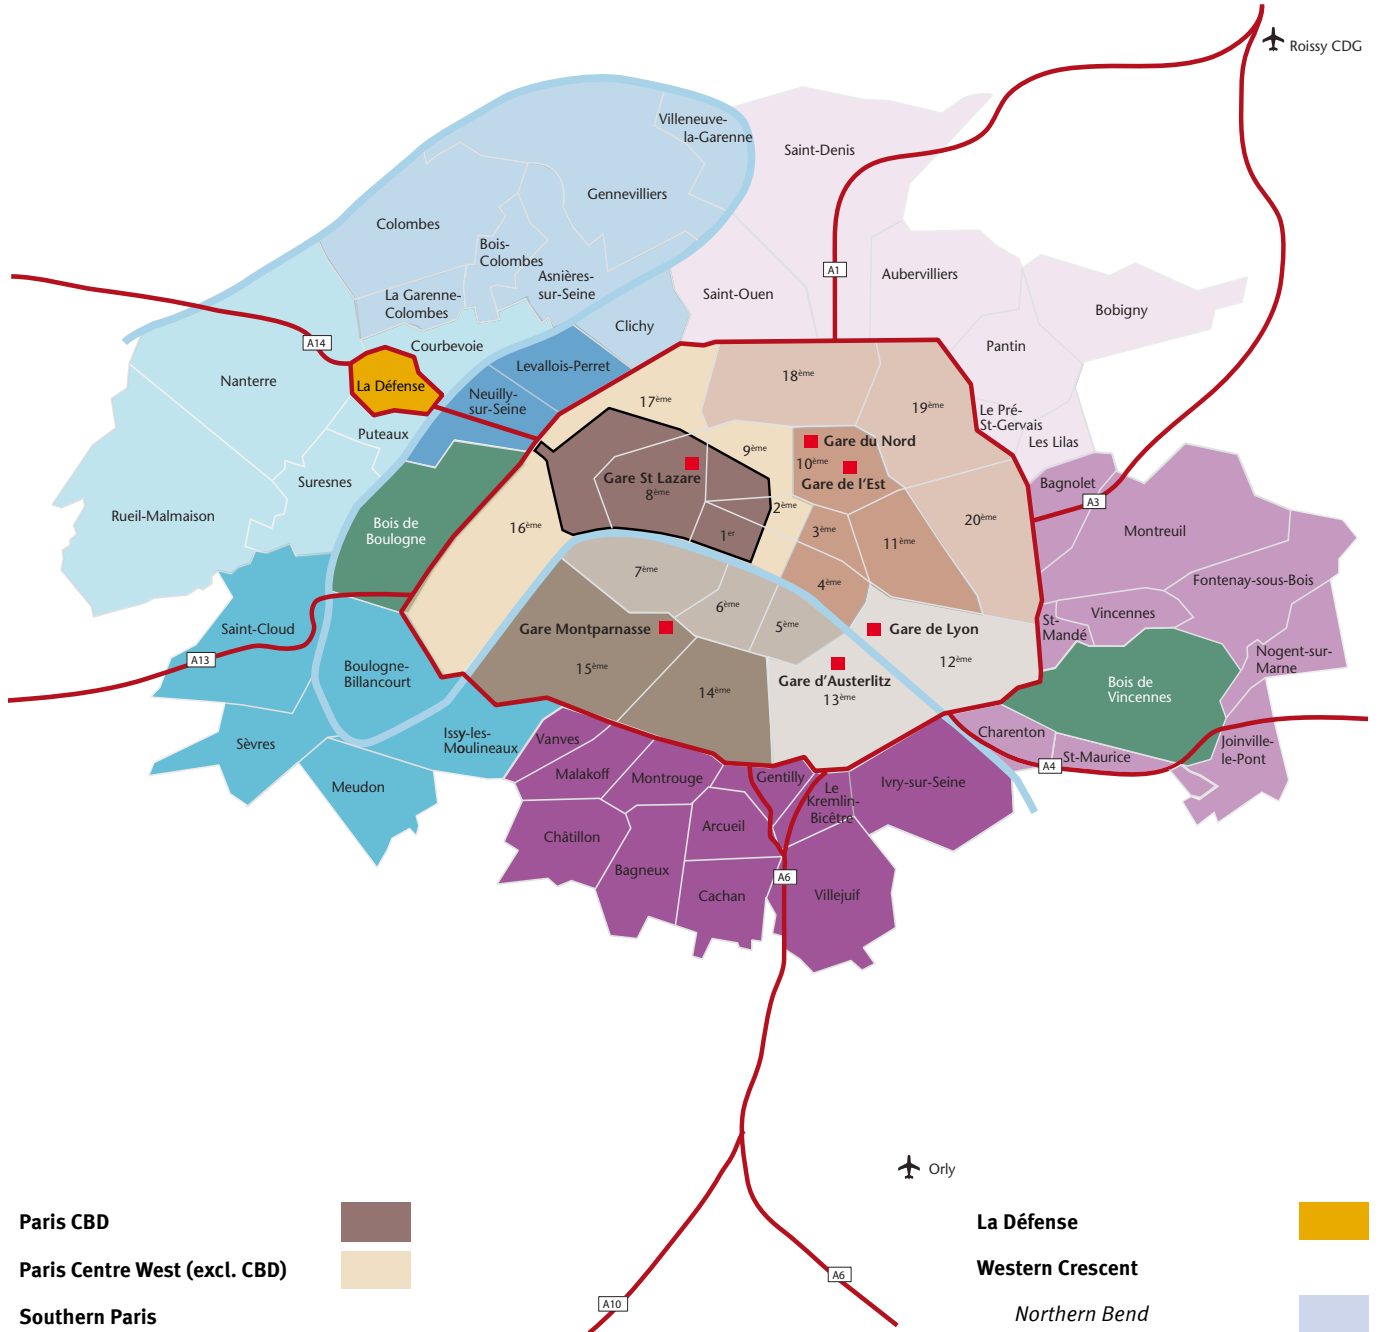 Roissy CDG
Villeneuve-
la-Garenne
Saint-Denis
Gennevilliers
Colombes
Bois-
Colombes
Asnières-
sur-Seine
A1
Aubervilliers
La Garenne-
Colombes
Saint-Ouen
Bobigny
Clichy
A14
Courbevoie
Pantin
Levallois-Perret
Nanterre
La Défense
18ème
Neuilly-
sur-Seine
17ème
19ème
Le Pré-
St-Gervais
Puteaux
Gare du Nord
Les Lilas
9ème
10ème
Suresnes
Gare St Lazare
8ème
Gare de l'Est
Bagnolet
A3
Rueil-Malmaison
Bois de
Boulogne
16ème
2ème
1er
3ème
11ème
20ème
Montreuil
7ème
4ème
Fontenay-sous-Bois
6ème
5ème
Vincennes
St-
Mandé
Saint-Cloud
Gare Montparnasse
Gare de Lyon
A13
Boulogne-
Billancourt
15ème
12ème
Nogent-sur-
Marne
Gare d'Austerlitz
13ème
14ème
Bois de
Vincennes
Sèvres
Issy-les-
Moulineaux
Vanves
Charenton
Joinville-
le-Pont
St-Maurice
A4
Meudon
Malakoff
Montrouge
Gentilly
Le
Kremlin-
Bicêtre
Ivry-sur-Seine
Châtillon
Arcueil
Bagneux
A6
Cachan
Villejuif
Orly
A6
A10
Paris CBD
Paris Centre West (excl. CBD)
Southern Paris
La Défense
Western Crescent
Northern Bend